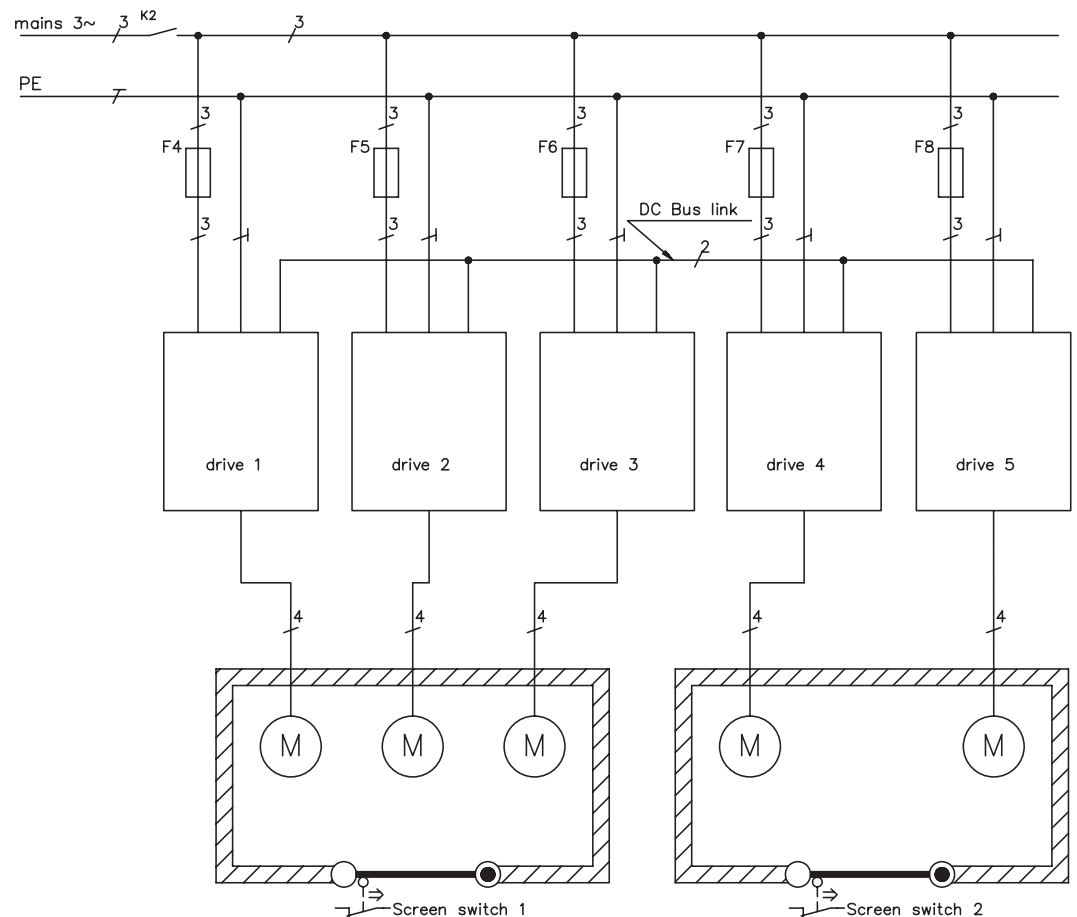 mains 3~ 3 K2 3
PE
3 3 3 3 3
F4 F5 F6 F7 F8
DC Bus link
3 3 3 3 3
2
drive 1 drive 2 drive 3 drive 4 drive 5
4 4 4 4 4
M M M M M
Screen switch 1 Screen switch 2